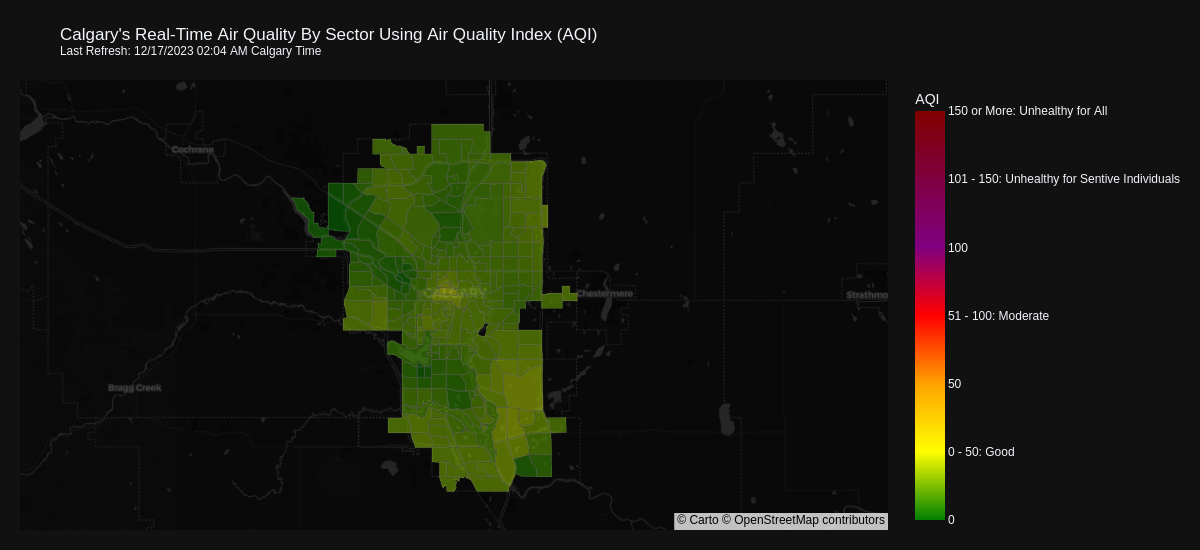 Calgary's Real-Time Air Quality By Sector Using Air Quality Index (AQI)
Last Refresh: 12/17/2023 02:04 AM Calgary Time
AQI
150 or More: Unhealthy for All
Cochrane
101 - 150: Unhealthy for Sentive Individuals
100
CALGARY
Chestermere
Strathmo
51 - 100: Moderate
50
Bragg Creek
0 - 50: Good
© Carto © OpenStreetMap contributors
0